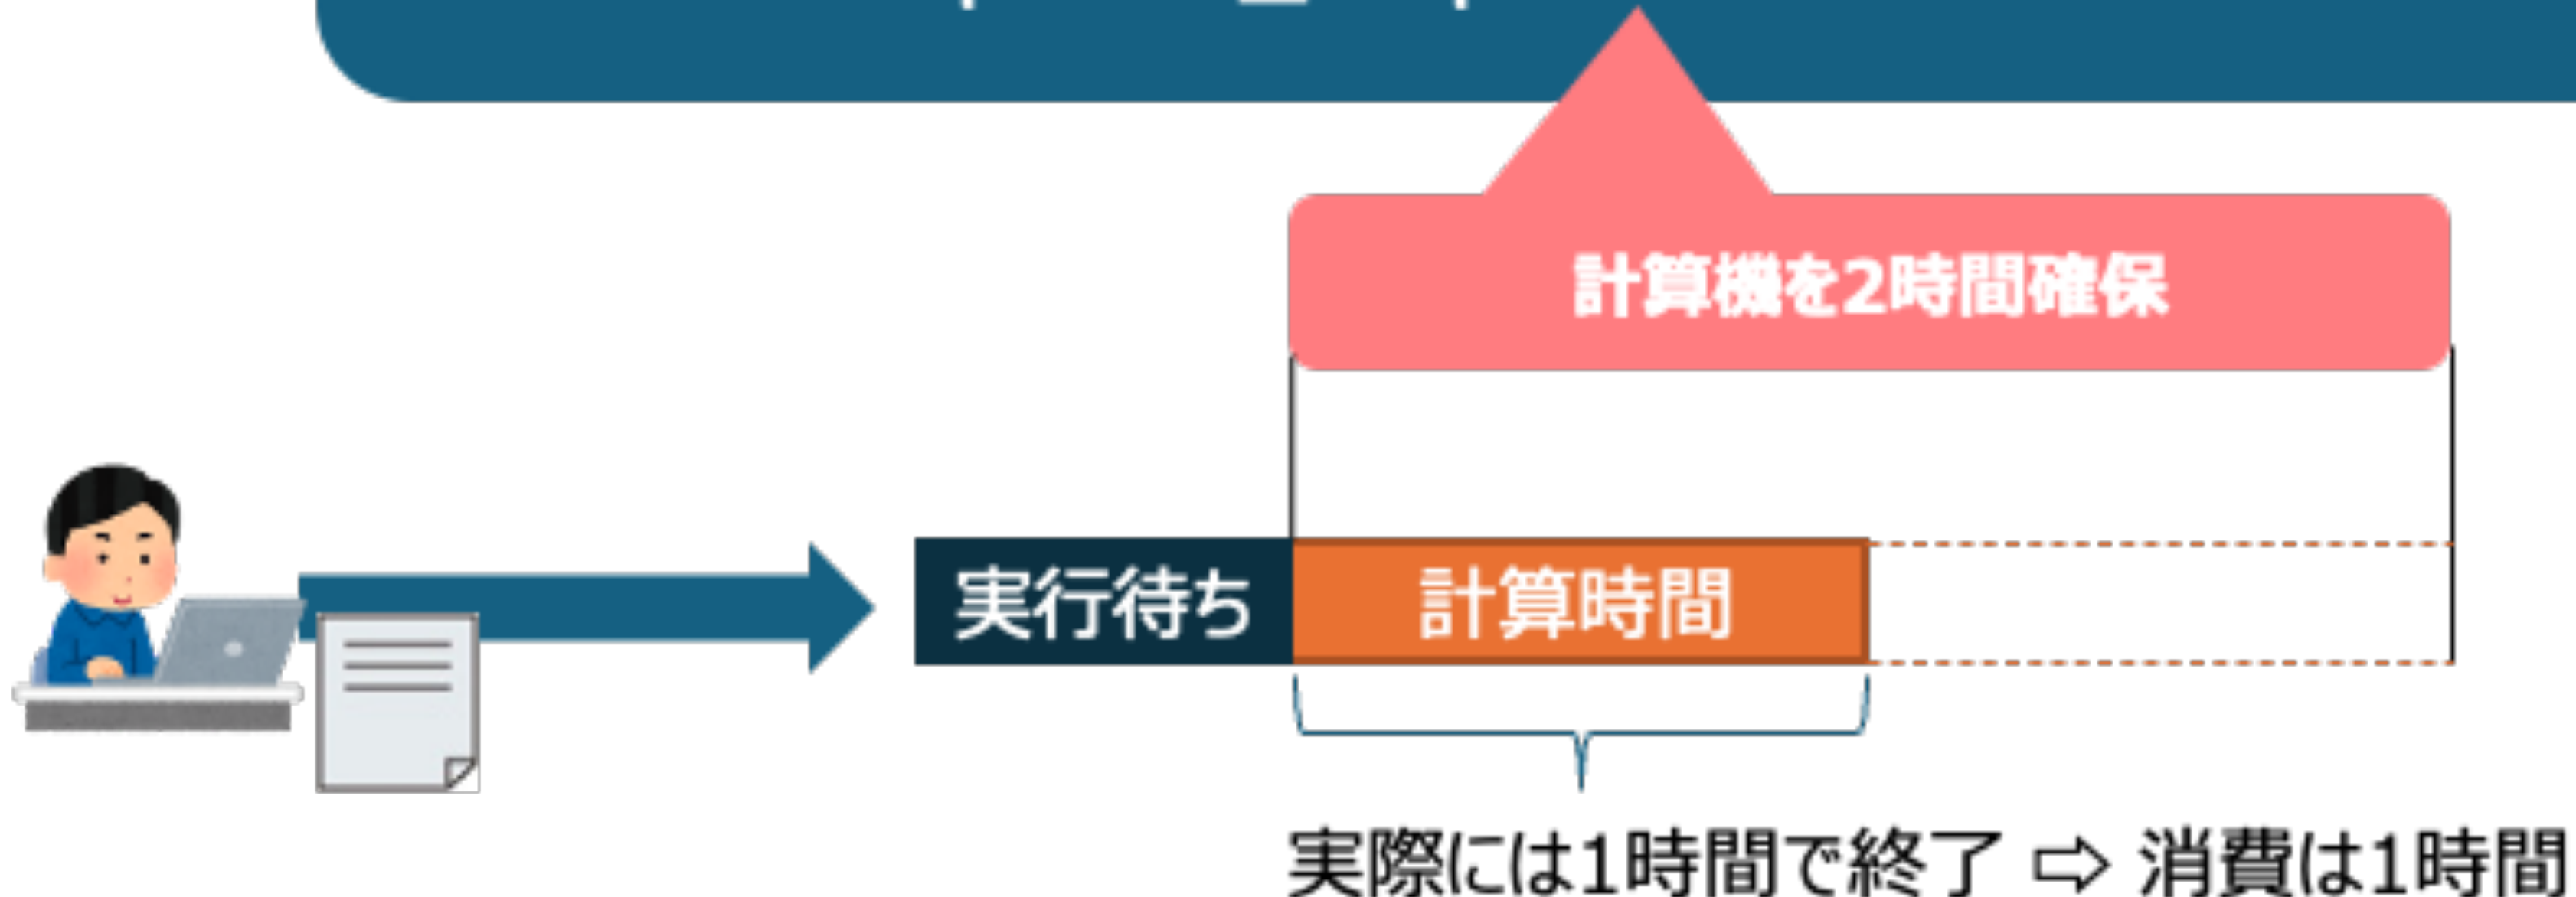 計算機を2時間確保
実行待ち
計算時間
実際には1時間で終了 ⇨ 消費は1時間